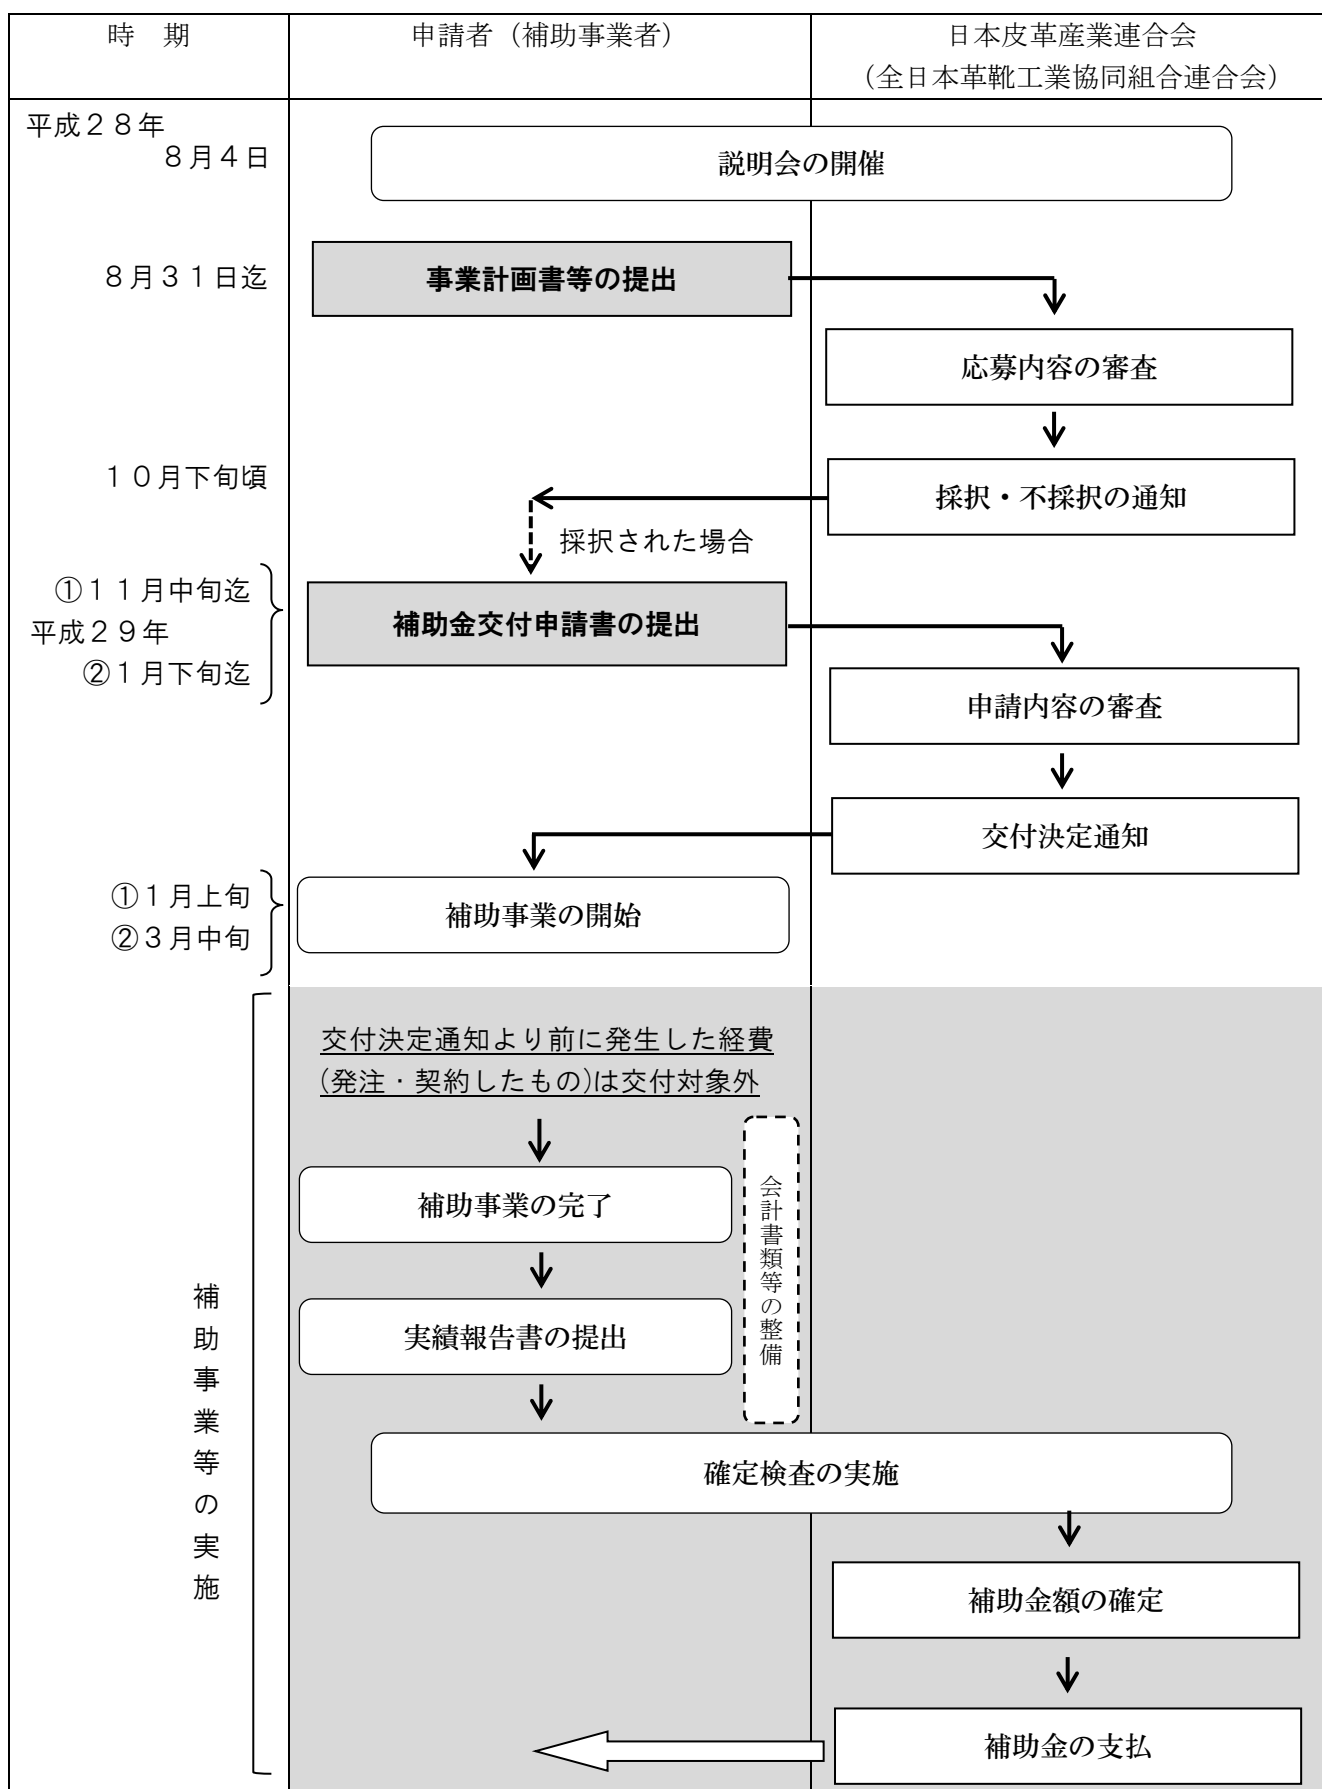 時　期
申請者（補助事業者）
日本皮革産業連合会
（全日本革靴工業協同組合連合会）
平成２８年
８月４日
説明会の開催
８月３１日迄
事業計画書等の提出
応募内容の審査
１０月下旬頃
採択・不採択の通知
採択された場合
①１１月中旬迄
平成２９年
②１月下旬迄
補助金交付申請書の提出
申請内容の審査
交付決定通知
①１月上旬
②３月中旬
補助事業の開始
交付決定通知より前に発生した経費
(発注・契約したもの)は交付対象外
補助事業の完了
会計書類等の整備
実績報告書の提出
補助事業等の実施
確定検査の実施
補助金額の確定
補助金の支払